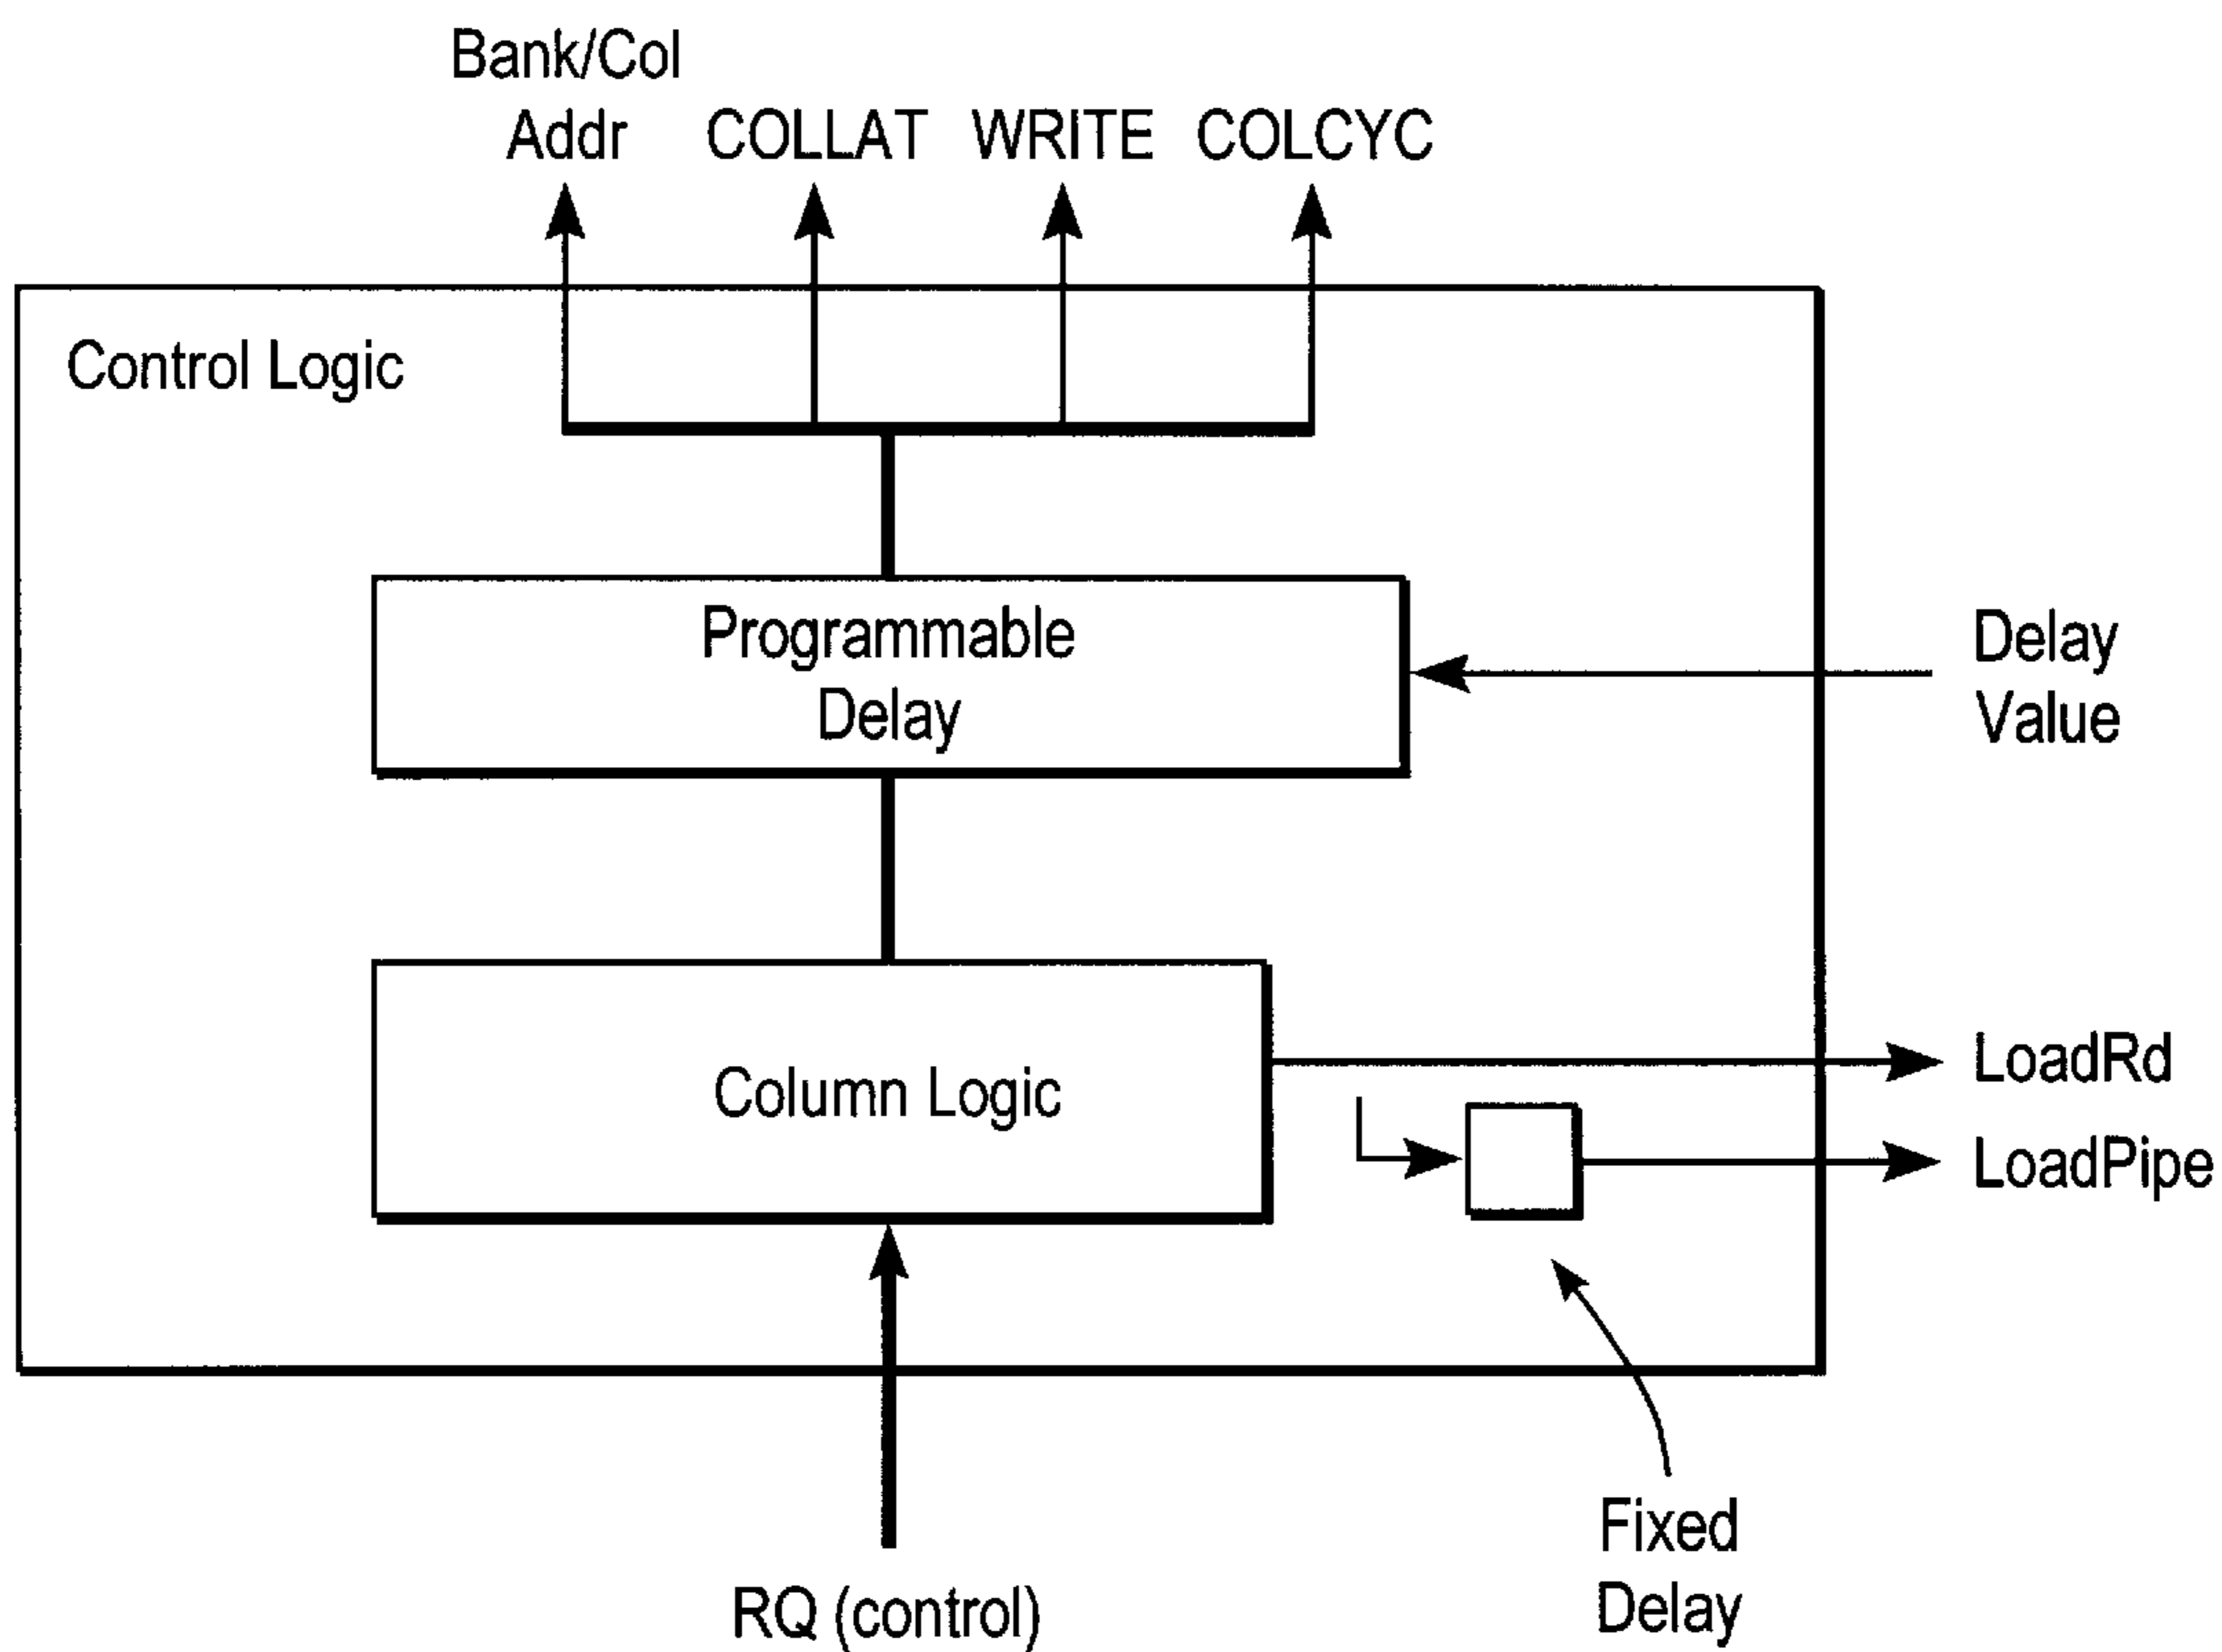 Bank/Col
Addr COLLAT WRITE COLCYC
Control Logic
Programmable
Delay
Delay
Value
Column Logic
LoadRd
LoadPipe
Fixed
Delay
RQ (control)